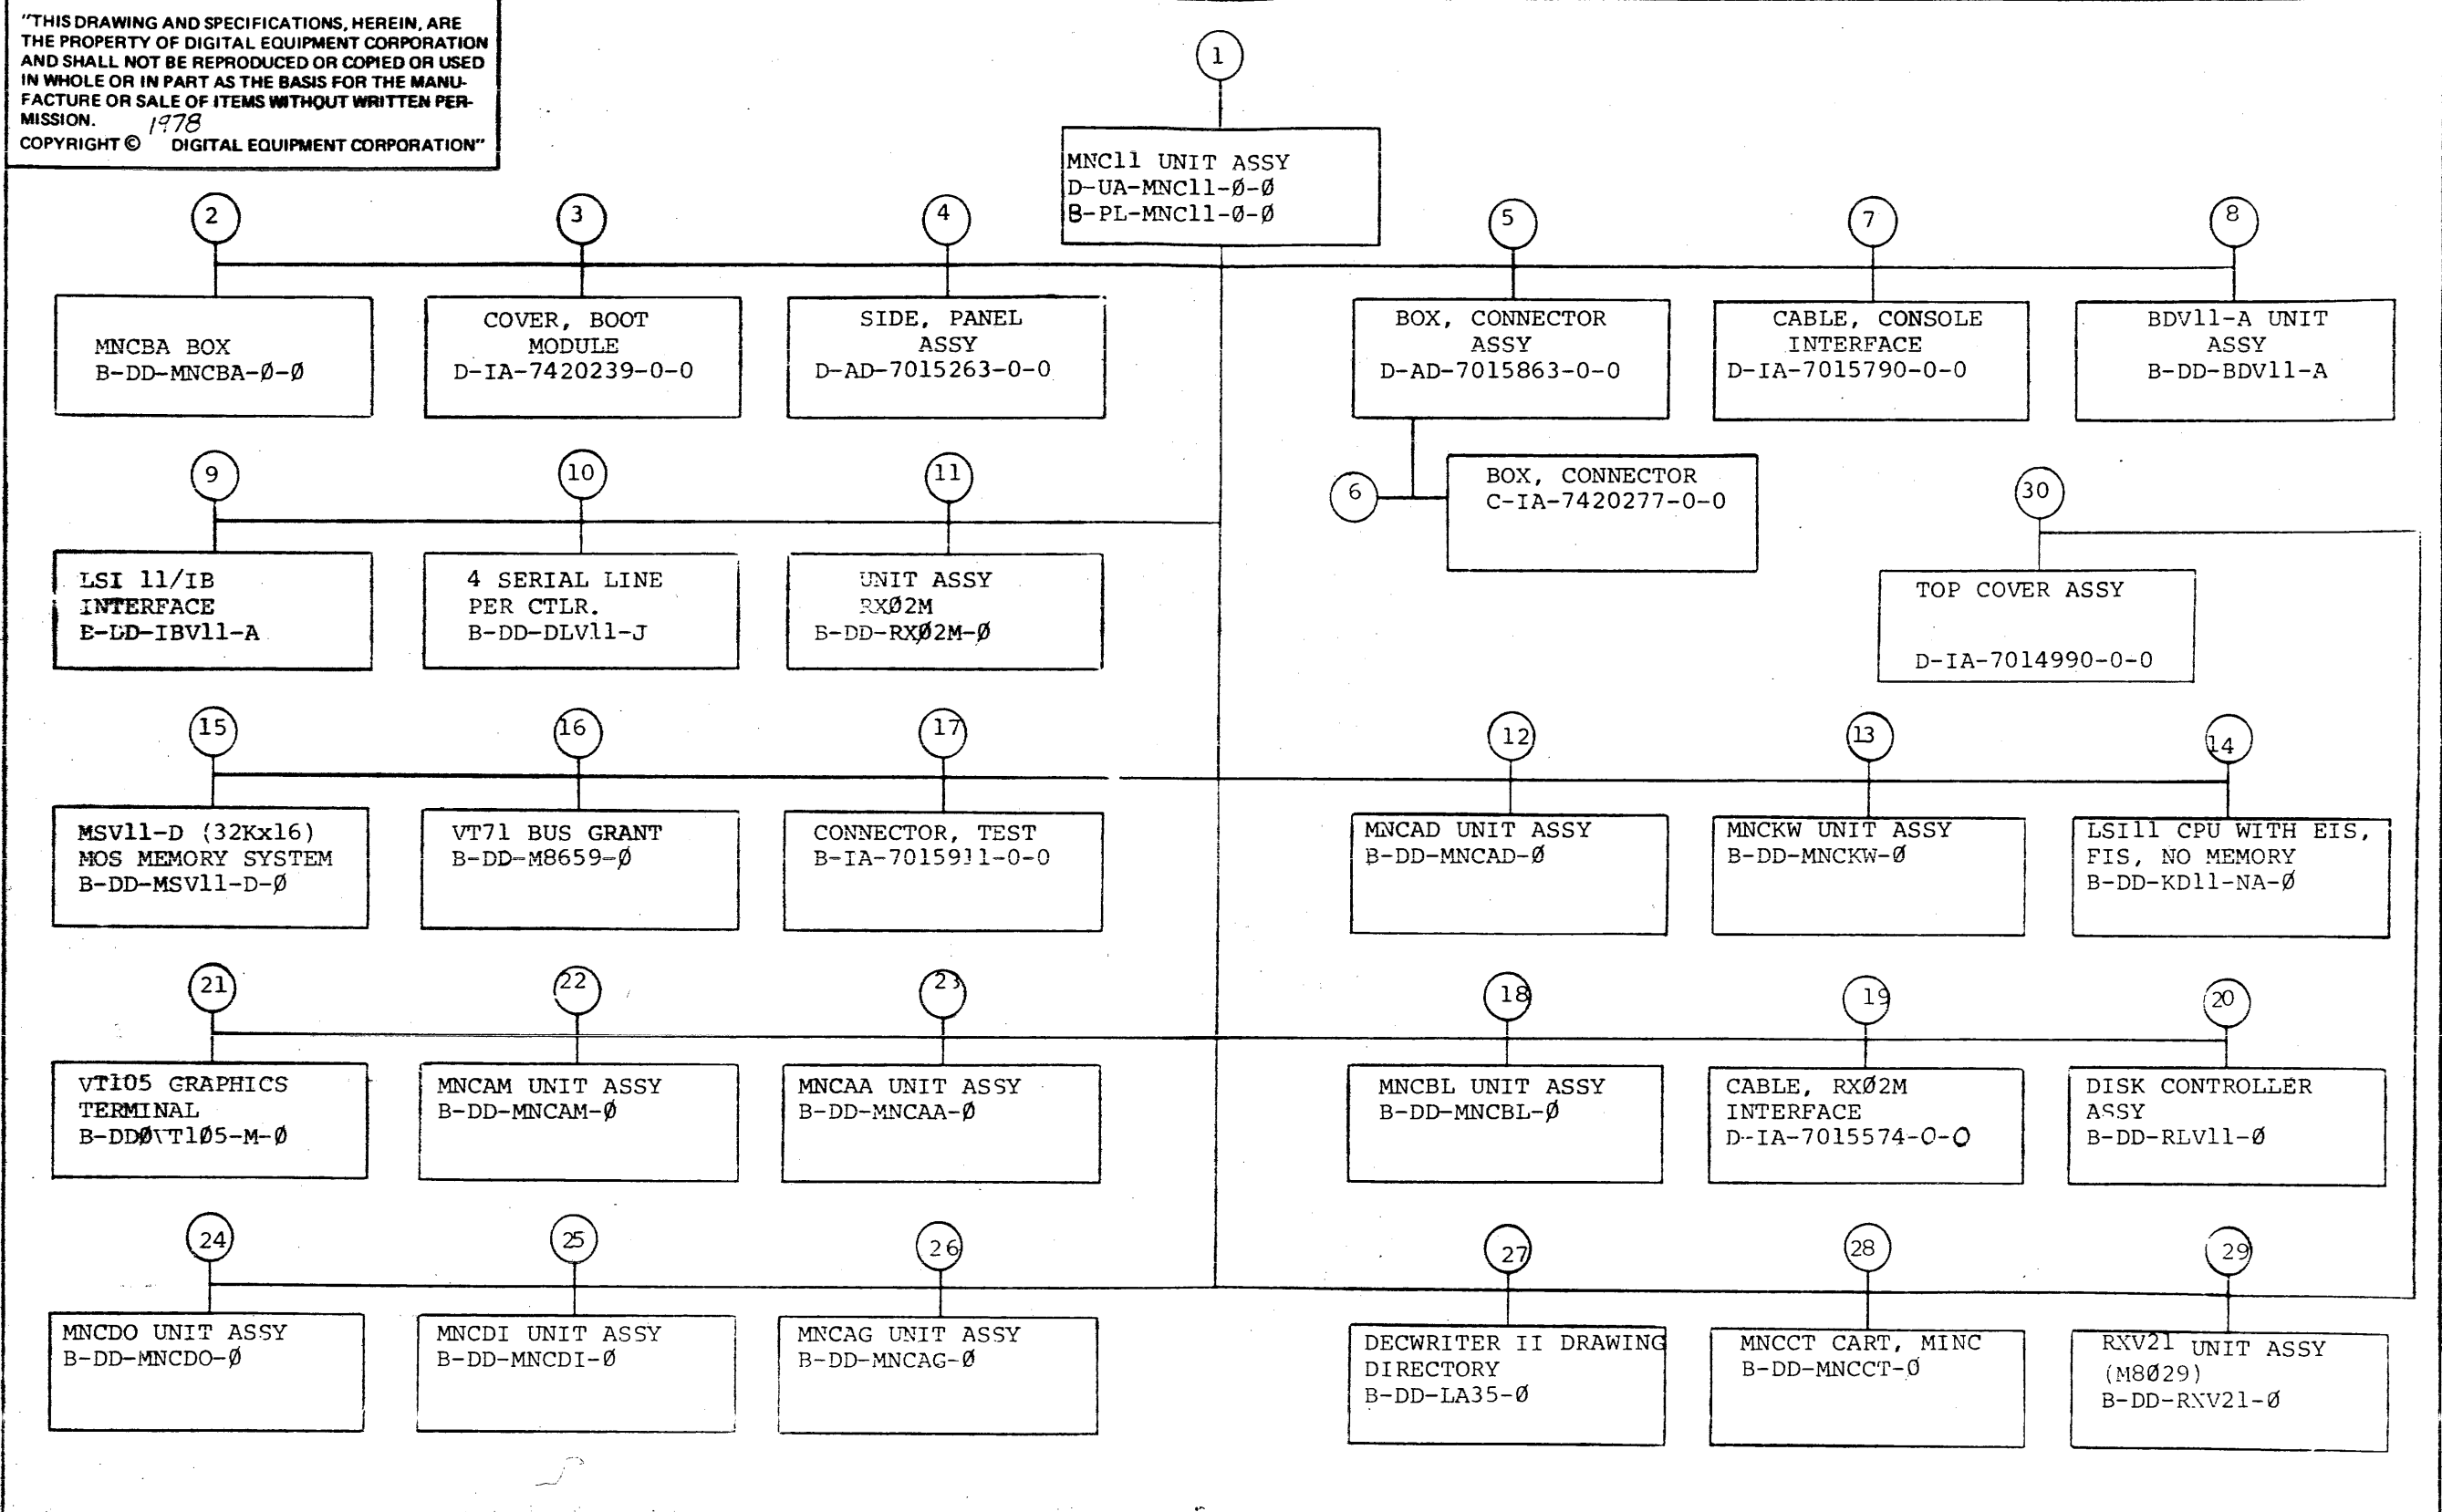 "THIS DRAWING AND SPECIFICATIONS, HEREIN, ARE
THE PROPERTY OF DIGITAL EQUIPMENT CORPORATION
AND SHALL NOT BE REPRODUCED OR COPIED OR USED
IN WHOLE OR IN PART AS THE BASIS FOR THE MANU-
FACTURE OR SALE OF ITEMS WITHOUT WRITTEN PER-
MISSION. 1978
COPYRIGHT © DIGITAL EQUIPMENT CORPORATION"
1
MNC11 UNIT ASSY
D-UA-MNC11-Ø-Ø
B-PL-MNC11-Ø-Ø
2
MNCBA BOX
B-DD-MNCBA-Ø-Ø
3
COVER, BOOT
MODULE
D-IA-7420239-0-0
4
SIDE, PANEL
ASSY
D-AD-7015263-0-0
5
BOX, CONNECTOR
ASSY
D-AD-7015863-0-0
7
CABLE, CONSOLE
INTERFACE
D-IA-7015790-0-0
8
BDV11-A UNIT
ASSY
B-DD-BDV11-A
6
BOX, CONNECTOR
C-IA-7420277-0-0
9
LSI 11/IB
INTERFACE
B-DD-IBV11-A
10
4 SERIAL LINE
PER CTLR.
B-DD-DLV11-J
11
UNIT ASSY
RXØ2M
B-DD-RXØ2M-Ø
30
TOP COVER ASSY
D-IA-7014990-0-0
15
MSV11-D (32Kx16)
MOS MEMORY SYSTEM
B-DD-MSV11-D-Ø
16
VT71 BUS GRANT
B-DD-M8659-Ø
17
CONNECTOR, TEST
B-IA-7015911-0-0
12
MNCAD UNIT ASSY
B-DD-MNCAD-Ø
13
MNCKW UNIT ASSY
B-DD-MNCKW-Ø
14
LSI11 CPU WITH EIS,
FIS, NO MEMORY
B-DD-KD11-NA-Ø
21
VT105 GRAPHICS
TERMINAL
B-DDØVT1Ø5-M-Ø
22
MNCAM UNIT ASSY
B-DD-MNCAM-Ø
23
MNCAA UNIT ASSY
B-DD-MNCAA-Ø
18
MNCBL UNIT ASSY
B-DD-MNCBL-Ø
19
CABLE, RXØ2M
INTERFACE
D-IA-7015574-0-0
20
DISK CONTROLLER
ASSY
B-DD-RLV11-Ø
24
MNCDO UNIT ASSY
B-DD-MNCDO-Ø
25
MNCDI UNIT ASSY
B-DD-MNCDI-Ø
26
MNCAG UNIT ASSY
B-DD-MNCAG-Ø
27
DECWRITER II DRAWING
DIRECTORY
B-DD-LA35-Ø
28
MNCCT CART, MINC
B-DD-MNCCT-Ø
29
RXV21 UNIT ASSY
(M8Ø29)
B-DD-RXV21-Ø